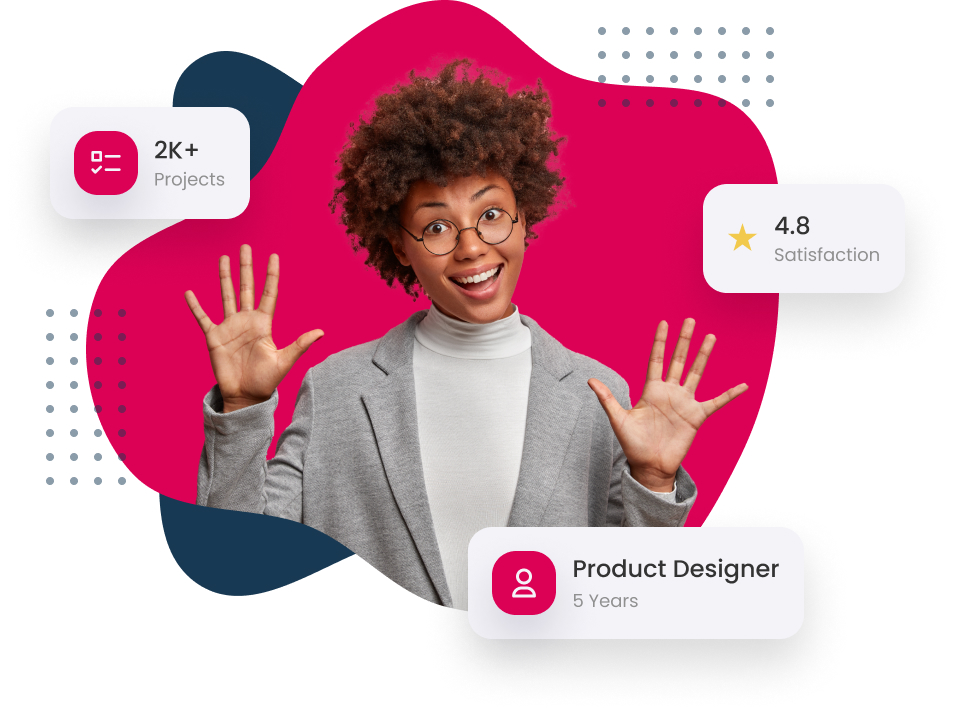 2K+
Projects
4.8
Satisfaction
Product Designer
5 Years